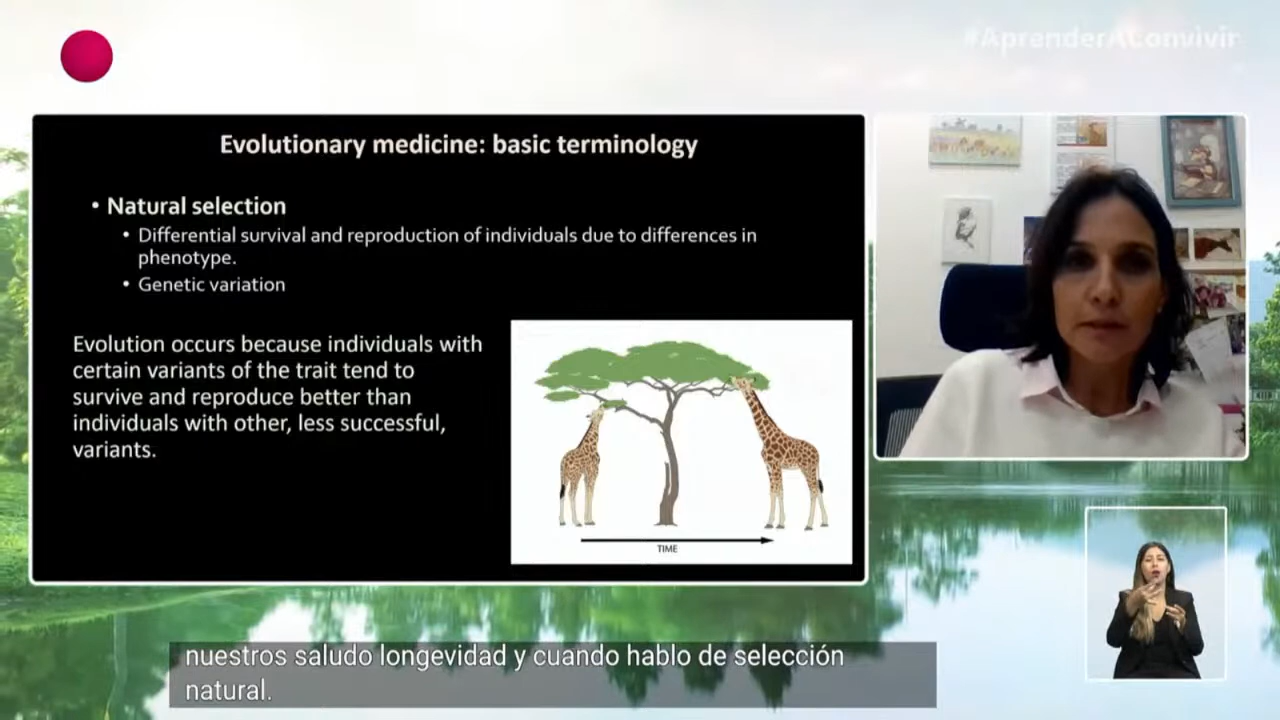 #AprenderAConvivir
Evolutionary medicine: basic terminology
• Natural selection
• Differential survival and reproduction of individuals due to differences in
phenotype.
• Genetic variation
Evolution occurs because individuals with
certain variants of the trait tend to
survive and reproduce better than
individuals with other, less successful,
variants.
TIME
nuestros saludo longevidad y cuando hablo de selección
natural.